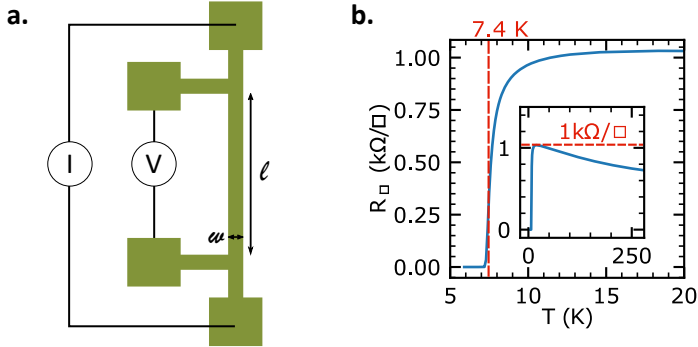 a.
I
V
ℓ
w
b.
7.4 K
1.00
0.75
0.50
0.25
0.00
R□ (kΩ/□)
1kΩ/□
1
0
0
250
5
10
15
20
T (K)